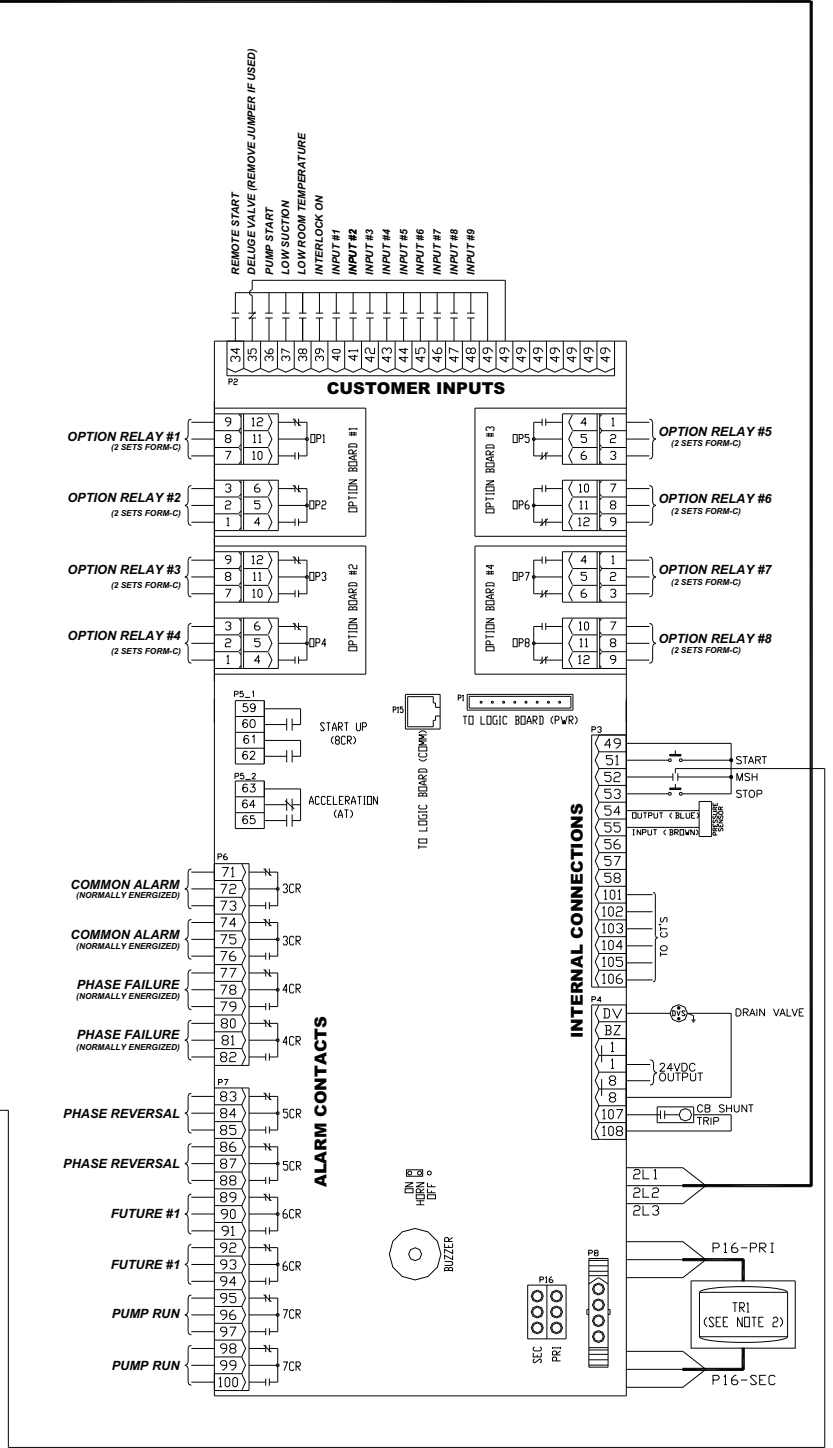 REMOTE START
DELUGE VALVE (REMOVE JUMPER IF USED)
PUMP START
LOW SUCTION
LOW ROOM TEMPERATURE
INTERLOCK ON
INPUT #1
INPUT #2
INPUT #3
INPUT #4
INPUT #5
INPUT #6
INPUT #7
INPUT #8
INPUT #9
34 35 36 37 38 39 40 41 42 43 44 45 46 47 48 49 49 49 49 49 49 49
P2
CUSTOMER INPUTS
OPTION RELAY #1
(2 SETS FORM-C)
9 12
8 11
7 10
OP1
OPTION RELAY #2
(2 SETS FORM-C)
3 6
2 5
1 4
OP2
OPTION BOARD #1
OPTION RELAY #3
(2 SETS FORM-C)
9 12
8 11
7 10
OP3
OPTION RELAY #4
(2 SETS FORM-C)
3 6
2 5
1 4
OP4
OPTION BOARD #2
OPTION BOARD #3
OP5
4 1
5 2
6 3
OPTION RELAY #5
(2 SETS FORM-C)
OP6
10 7
11 8
12 9
OPTION RELAY #6
(2 SETS FORM-C)
OPTION BOARD #4
OP7
4 1
5 2
6 3
OPTION RELAY #7
(2 SETS FORM-C)
OP8
10 7
11 8
12 9
OPTION RELAY #8
(2 SETS FORM-C)
P5_1
59
60
61
62
START UP
(8CR)
P5_2
63
64
65
ACCELERATION
(AT)
P15
TO LOGIC BOARD (COMM)
P1
TO LOGIC BOARD (PWR)
P6
COMMON ALARM
(NORMALLY ENERGIZED)
71
72
73
3CR
COMMON ALARM
(NORMALLY ENERGIZED)
74
75
76
3CR
PHASE FAILURE
(NORMALLY ENERGIZED)
77
78
79
4CR
PHASE FAILURE
(NORMALLY ENERGIZED)
80
81
82
4CR
P7
PHASE REVERSAL
83
84
85
5CR
PHASE REVERSAL
86
87
88
5CR
FUTURE #1
89
90
91
6CR
FUTURE #1
92
93
94
6CR
PUMP RUN
95
96
97
7CR
PUMP RUN
98
99
100
7CR
ALARM CONTACTS
INTERNAL CONNECTIONS
P3
49
51
START
52
MSH
53
STOP
54
OUTPUT (BLUE)
55
INPUT (BROWN)
PRESSURE
SENSOR
56
57
58
101
102
103
104
105
106
TO CT'S
P4
DV
DVS
DRAIN VALVE
BZ
1
1
8
8
24VDC
OUTPUT
107
108
CB SHUNT
TRIP
2L1
2L2
2L3
ON
HORN
OFF
BUZZER
P16
SEC
PRI
P8
P16-PRI
TR1
(SEE NOTE 2)
P16-SEC